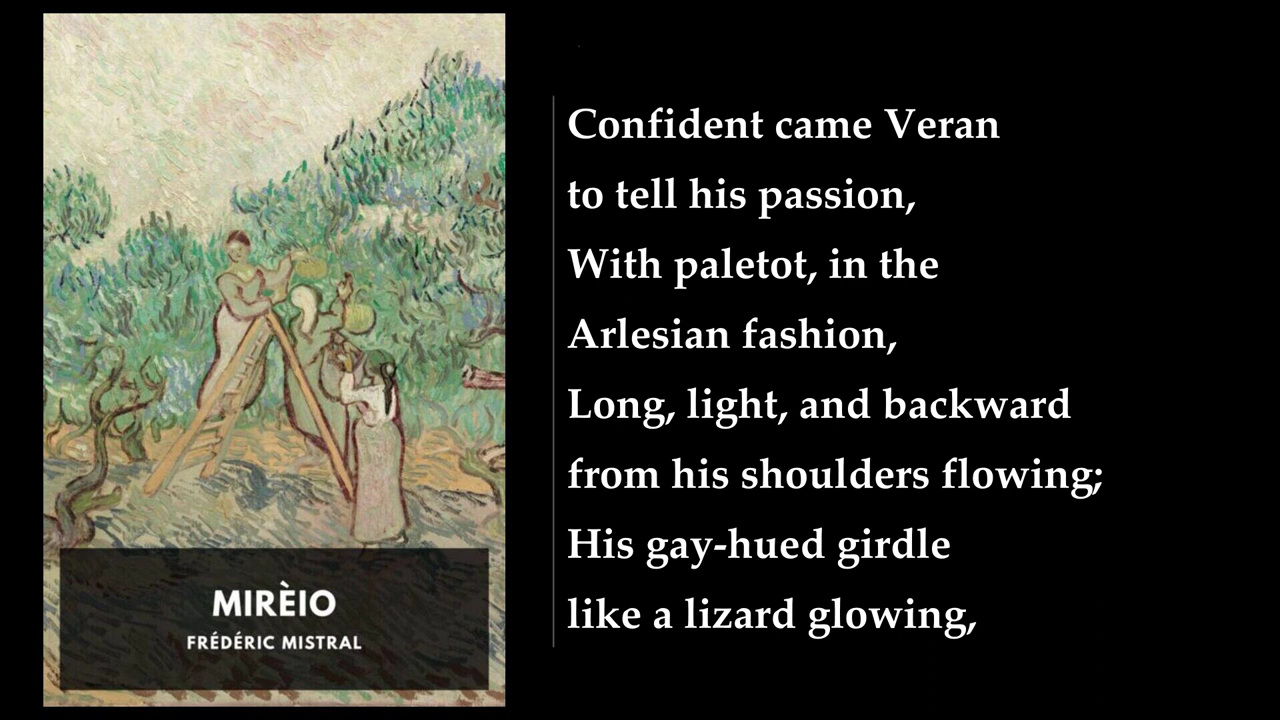 MIRÈIO
FRÉDÉRIC MISTRAL
Confident came Veran
to tell his passion,
With paletot, in the
Arlesian fashion,
Long, light, and backward
from his shoulders flowing;
His gay-hued girdle
like a lizard glowing,